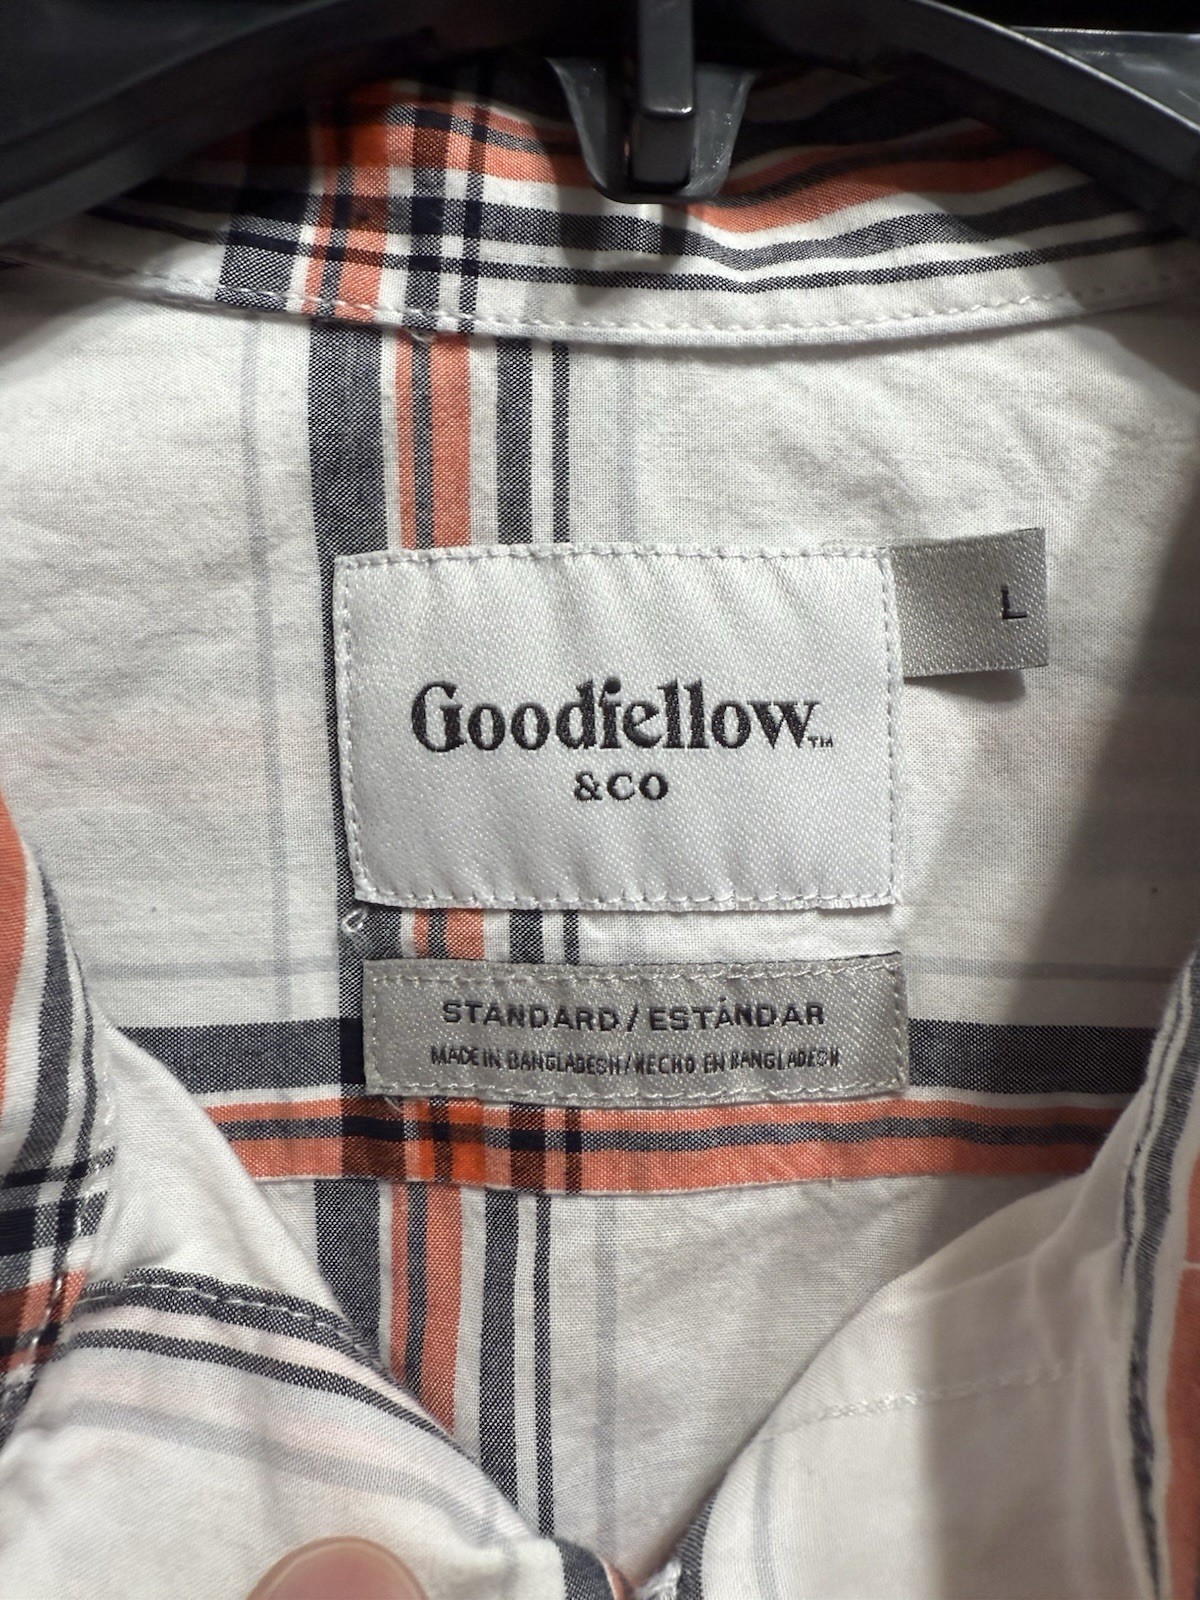 L
Goodfellow™
&CO
STANDARD/ESTÁNDAR
MADE IN BANGLADESH/HECHO EN BANGLADESH